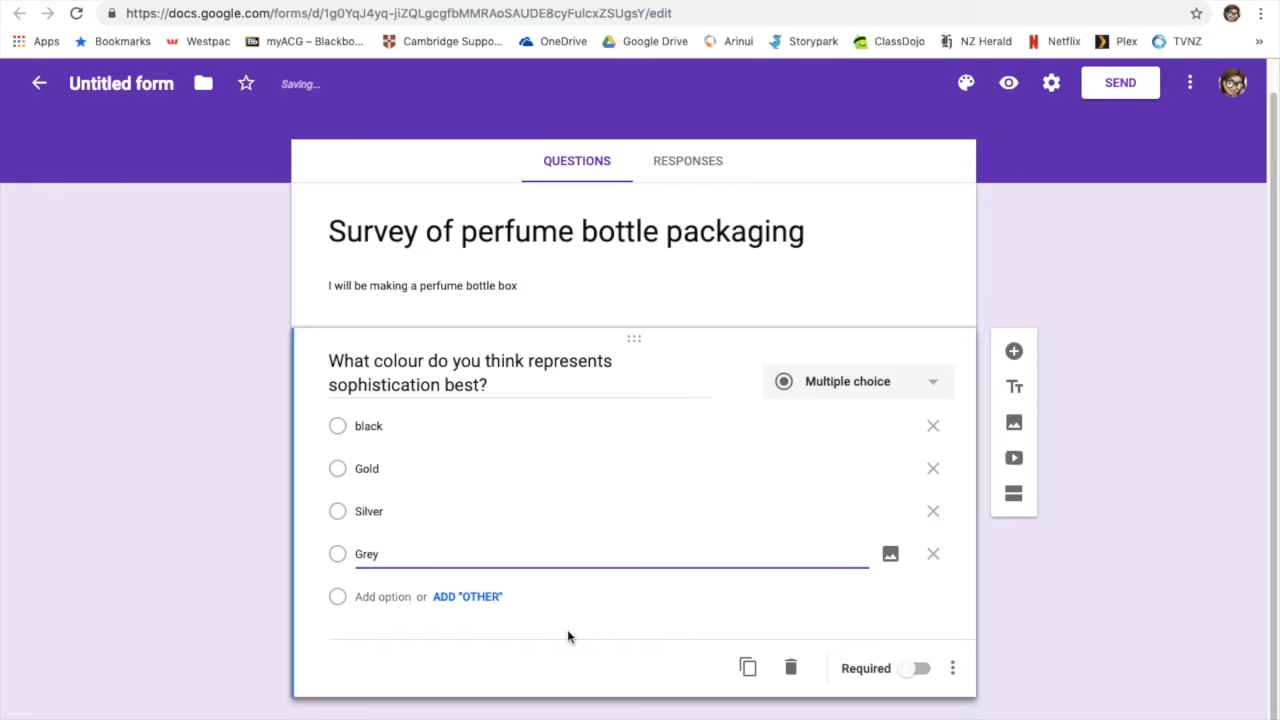 https://docs.google.com/forms/d/1g0YqJ4yq-jiZQLgcgfbMMRAoSAUDE8cyFulcxZSUgsY/edit
Apps Bookmarks Westpac Bb myACG – Blackbo... Cambridge Suppo... OneDrive Google Drive Arinui Storypark ClassDojo NZ Herald Netflix Plex TVNZ »
Untitled form Saving... SEND
QUESTIONS RESPONSES
Survey of perfume bottle packaging
I will be making a perfume bottle box
What colour do you think represents
sophistication best?
Multiple choice
black
Gold
Silver
Grey
Add option or ADD "OTHER"
Required